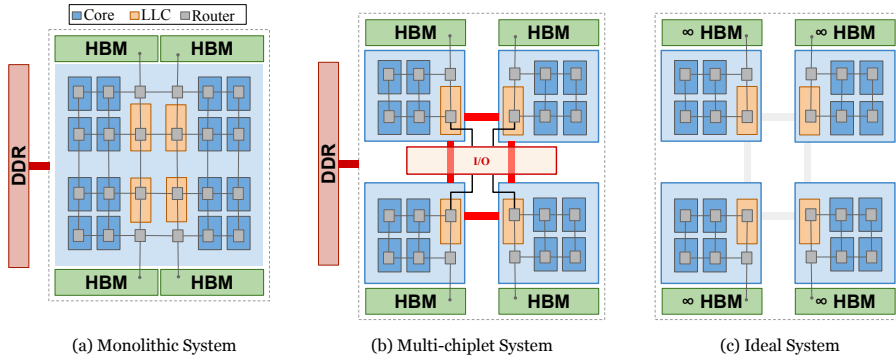 Core LLC Router
HBM HBM
DDR
HBM HBM
(a) Monolithic System
HBM HBM
DDR
I/O
HBM HBM
(b) Multi-chiplet System
∞ HBM ∞ HBM
∞ HBM ∞ HBM
(c) Ideal System